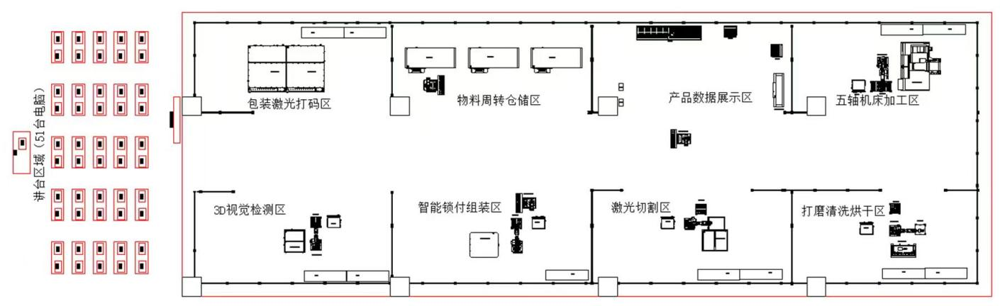 讲台区域（51台电脑）
包装激光打码区
物料周转仓储区
产品数据展示区
五轴机床加工区
3D视觉检测区
智能锁付组装区
激光切割区
打磨清洗烘干区